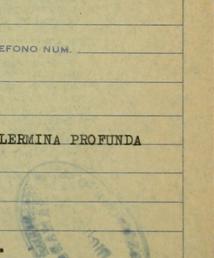 EFONO NUM.
LERMINA PROFUNDA